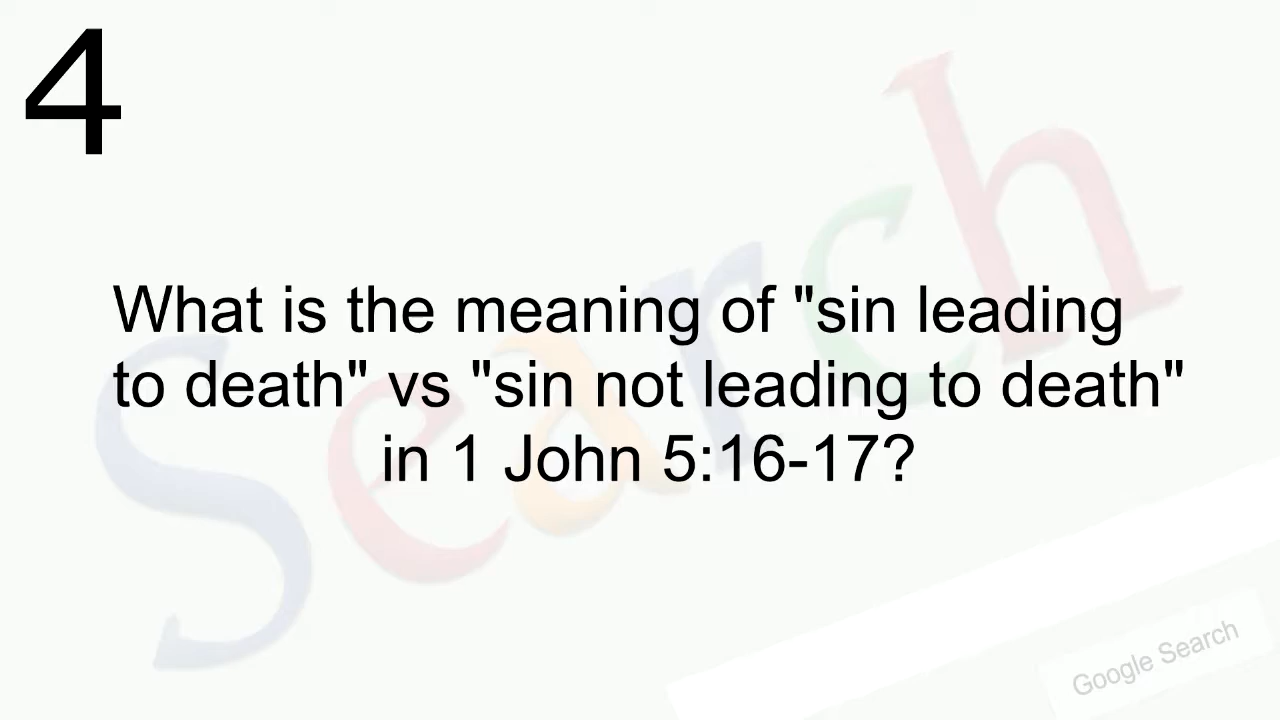 4
Search
What is the meaning of "sin leading
to death" vs "sin not leading to death"
in 1 John 5:16-17?
Google Search